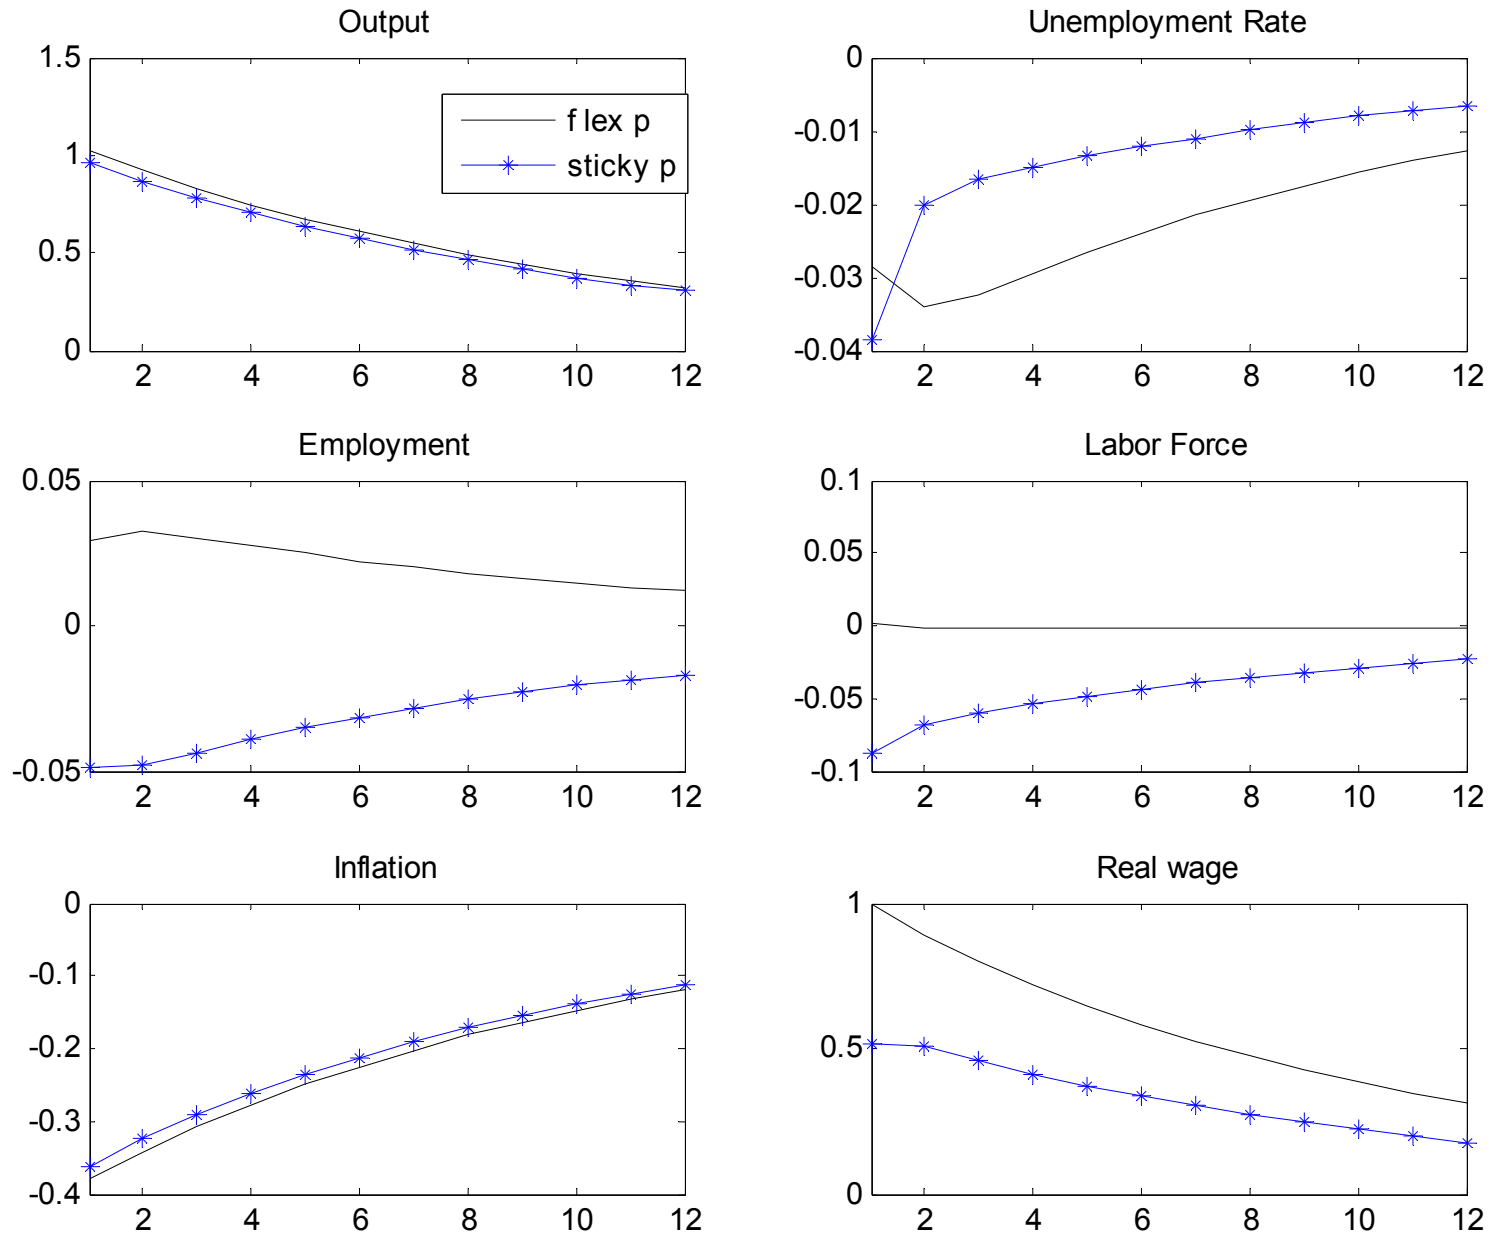 Output
1.5
1
0.5
0
2 4 6 8 10 12
f lex p
sticky p
Unemployment Rate
0
-0.01
-0.02
-0.03
-0.04
2 4 6 8 10 12
Employment
0.05
0
-0.05
2 4 6 8 10 12
Labor Force
0.1
0.05
0
-0.05
-0.1
2 4 6 8 10 12
Inflation
0
-0.1
-0.2
-0.3
-0.4
2 4 6 8 10 12
Real wage
1
0.5
0
2 4 6 8 10 12